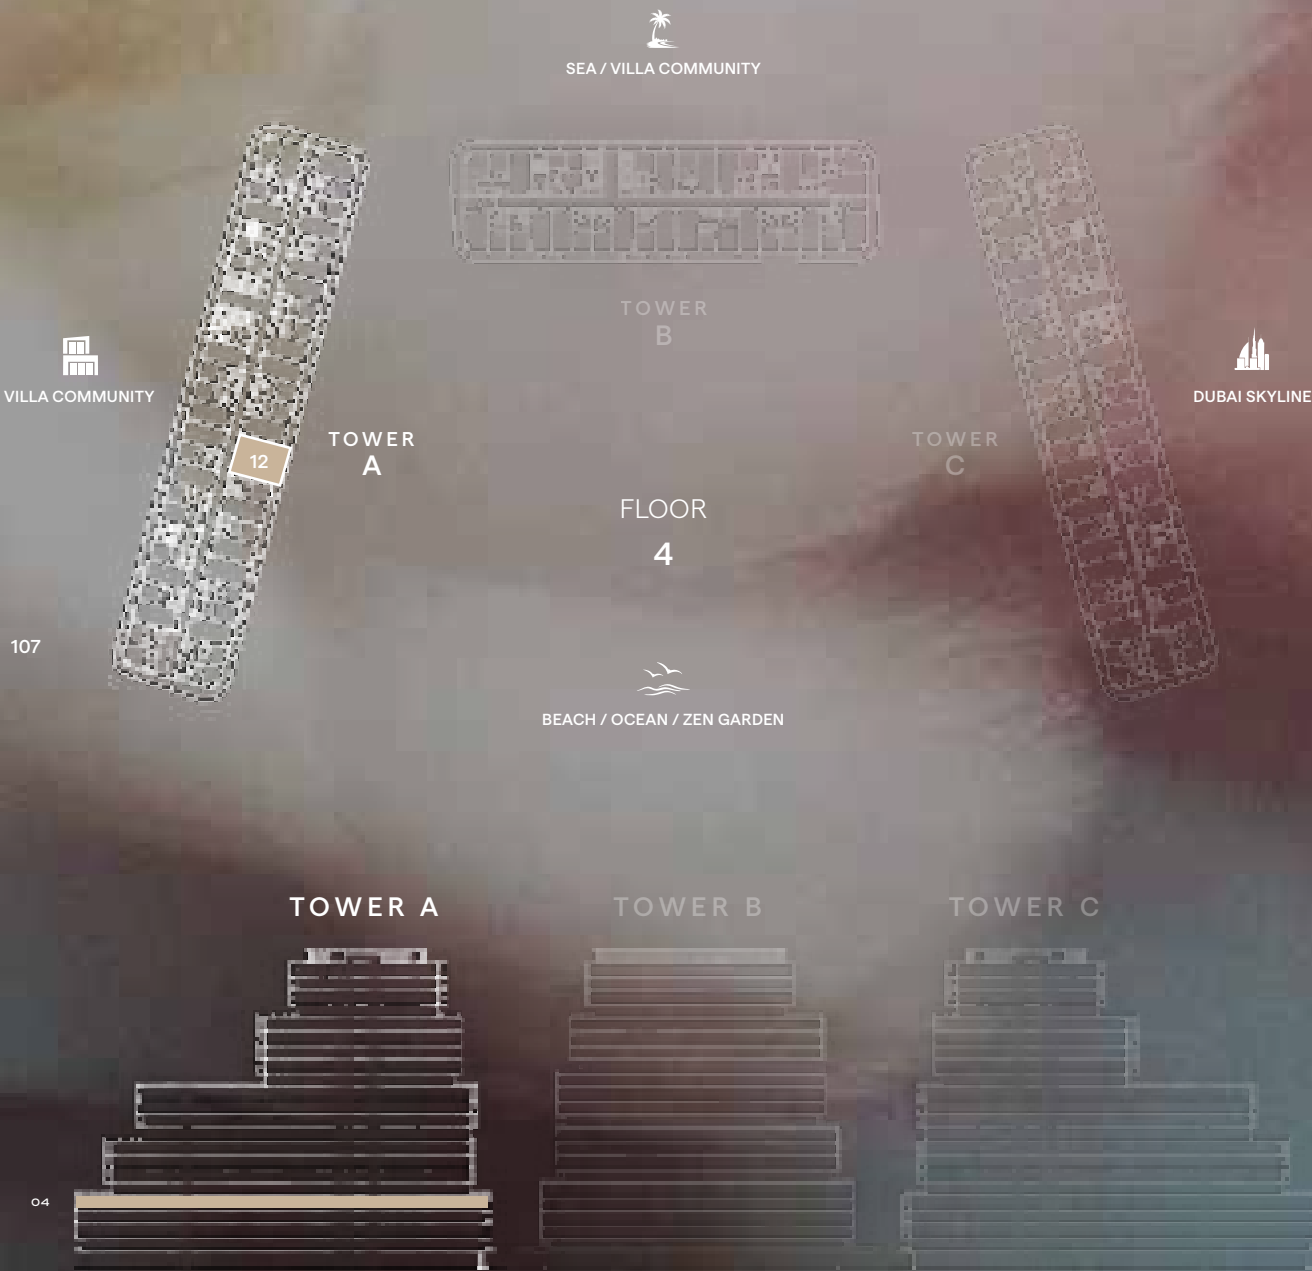 SEA / VILLA COMMUNITY
TOWER
B
VILLA COMMUNITY
DUBAI SKYLINE
TOWER
A
TOWER
C
12
FLOOR
4
107
BEACH / OCEAN / ZEN GARDEN
TOWER A
TOWER B
TOWER C
04